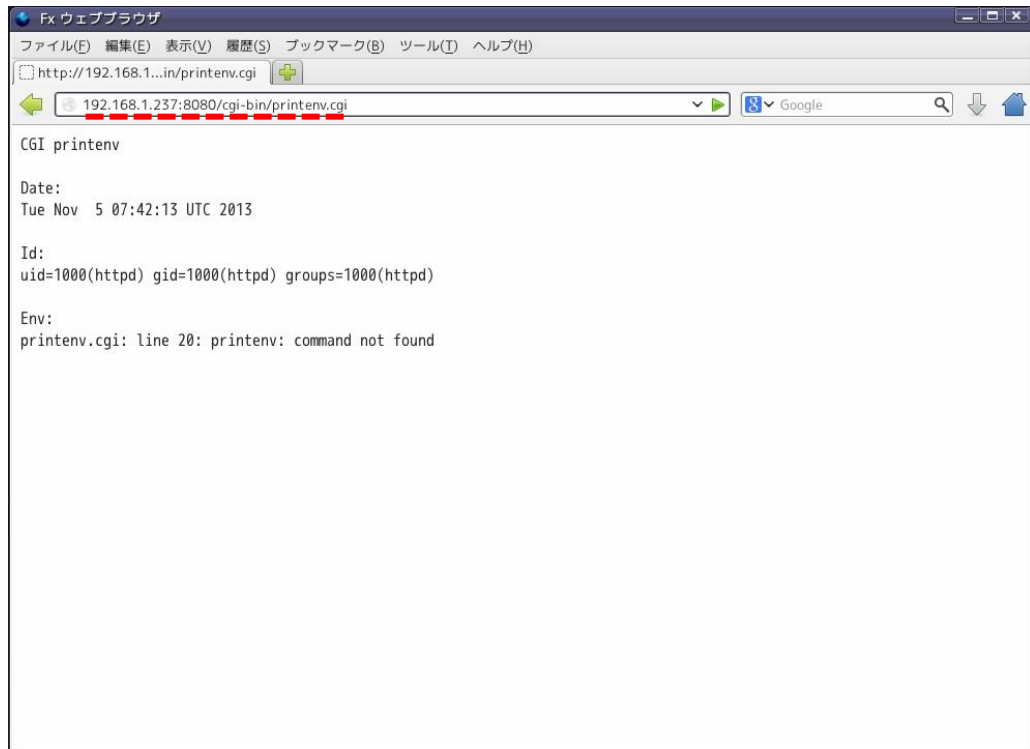 Fx ウェブブラウザ
ファイル(F) 編集(E) 表示(V) 履歴(S) ブックマーク(B) ツール(T) ヘルプ(H)
http://192.168.1...in/printenv.cgi
192.168.1.237:8080/cgi-bin/printenv.cgi
8 Google
CGI printenv
Date:
Tue Nov  5 07:42:13 UTC 2013
Id:
uid=1000(httpd) gid=1000(httpd) groups=1000(httpd)
Env:
printenv.cgi: line 20: printenv: command not found